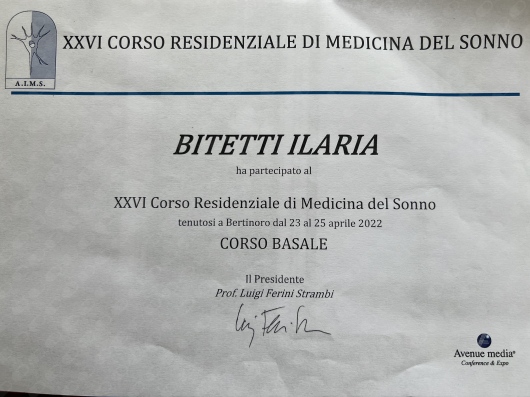 XXVI CORSO RESIDENZIALE DI MEDICINA DEL SONNO
A.I.M.S.
BITETTI ILARIA
ha partecipato al
XXVI Corso Residenziale di Medicina del Sonno
tenutosi a Bertinoro dal 23 al 25 aprile 2022
CORSO BASALE
Il Presidente
Prof. Luigi Ferini Strambi
Avenue media®
Conference & Expo